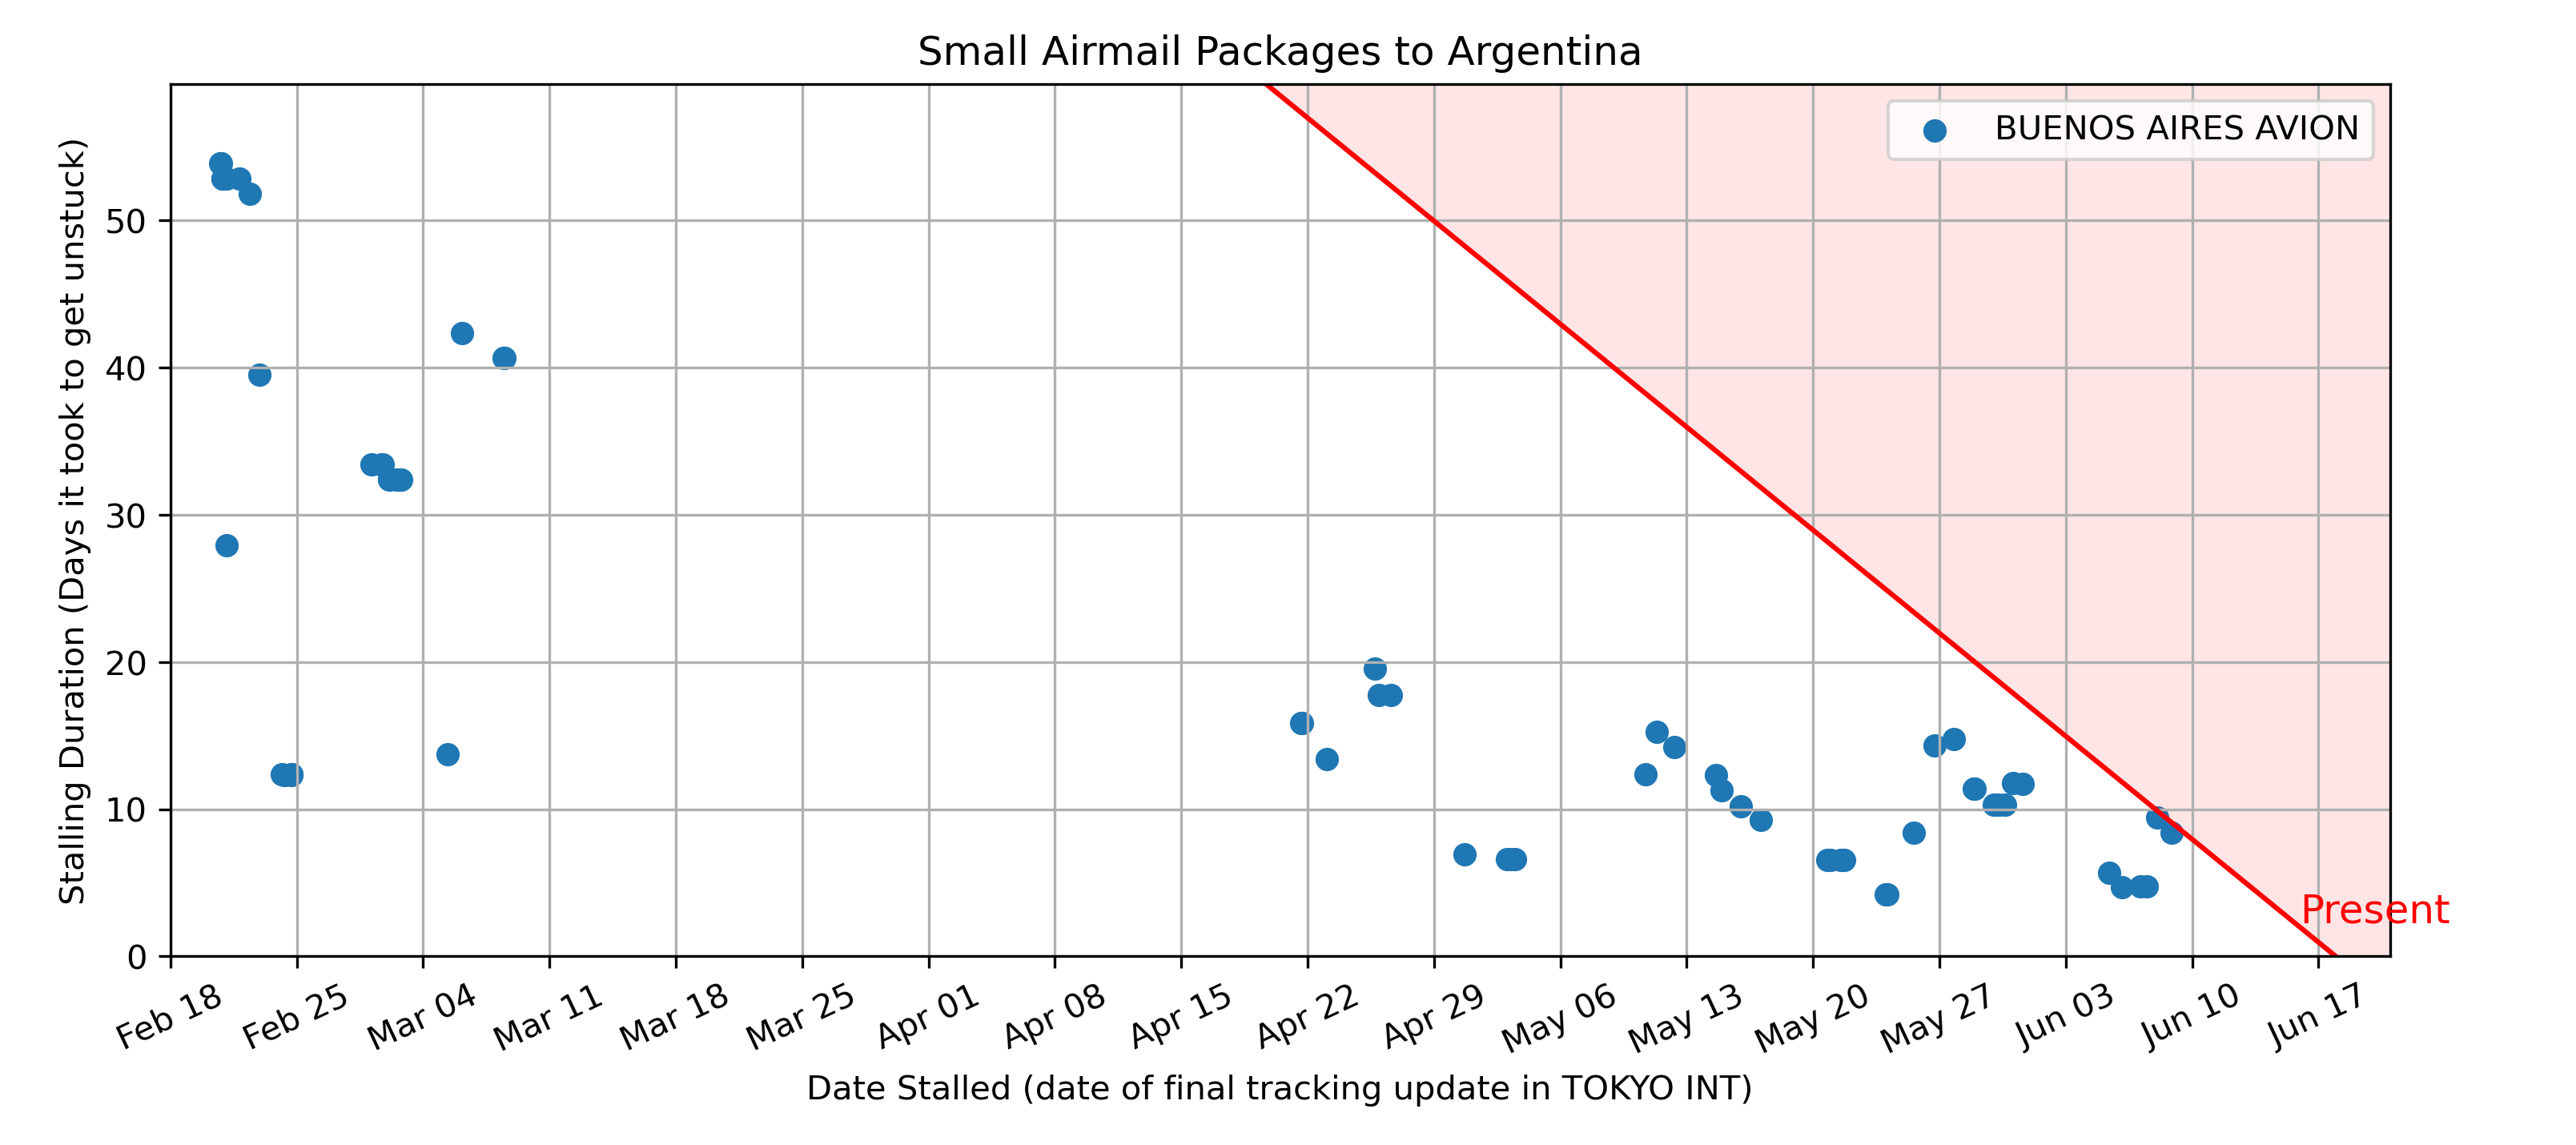 Small Airmail Packages to Argentina
BUENOS AIRES AVION
Stalling Duration (Days it took to get unstuck)
50
40
30
20
10
0
Present
Feb 18
Feb 25
Mar 04
Mar 11
Mar 18
Mar 25
Apr 01
Apr 08
Apr 15
Apr 22
Apr 29
May 06
May 13
May 20
May 27
Jun 03
Jun 10
Jun 17
Date Stalled (date of final tracking update in TOKYO INT)